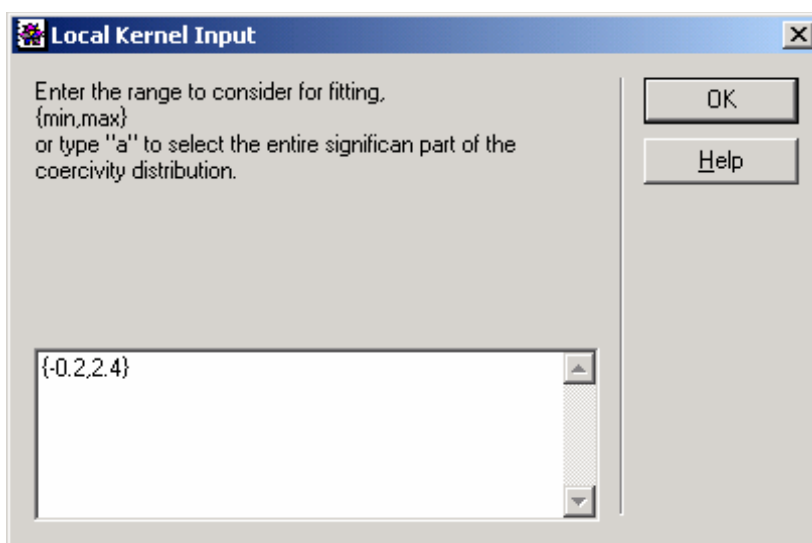 Local Kernel Input
Enter the range to consider for fitting,
{min,max}
or type "a" to select the entire significan part of the
coercivity distribution.
OK
Help
{-0.2,2.4}